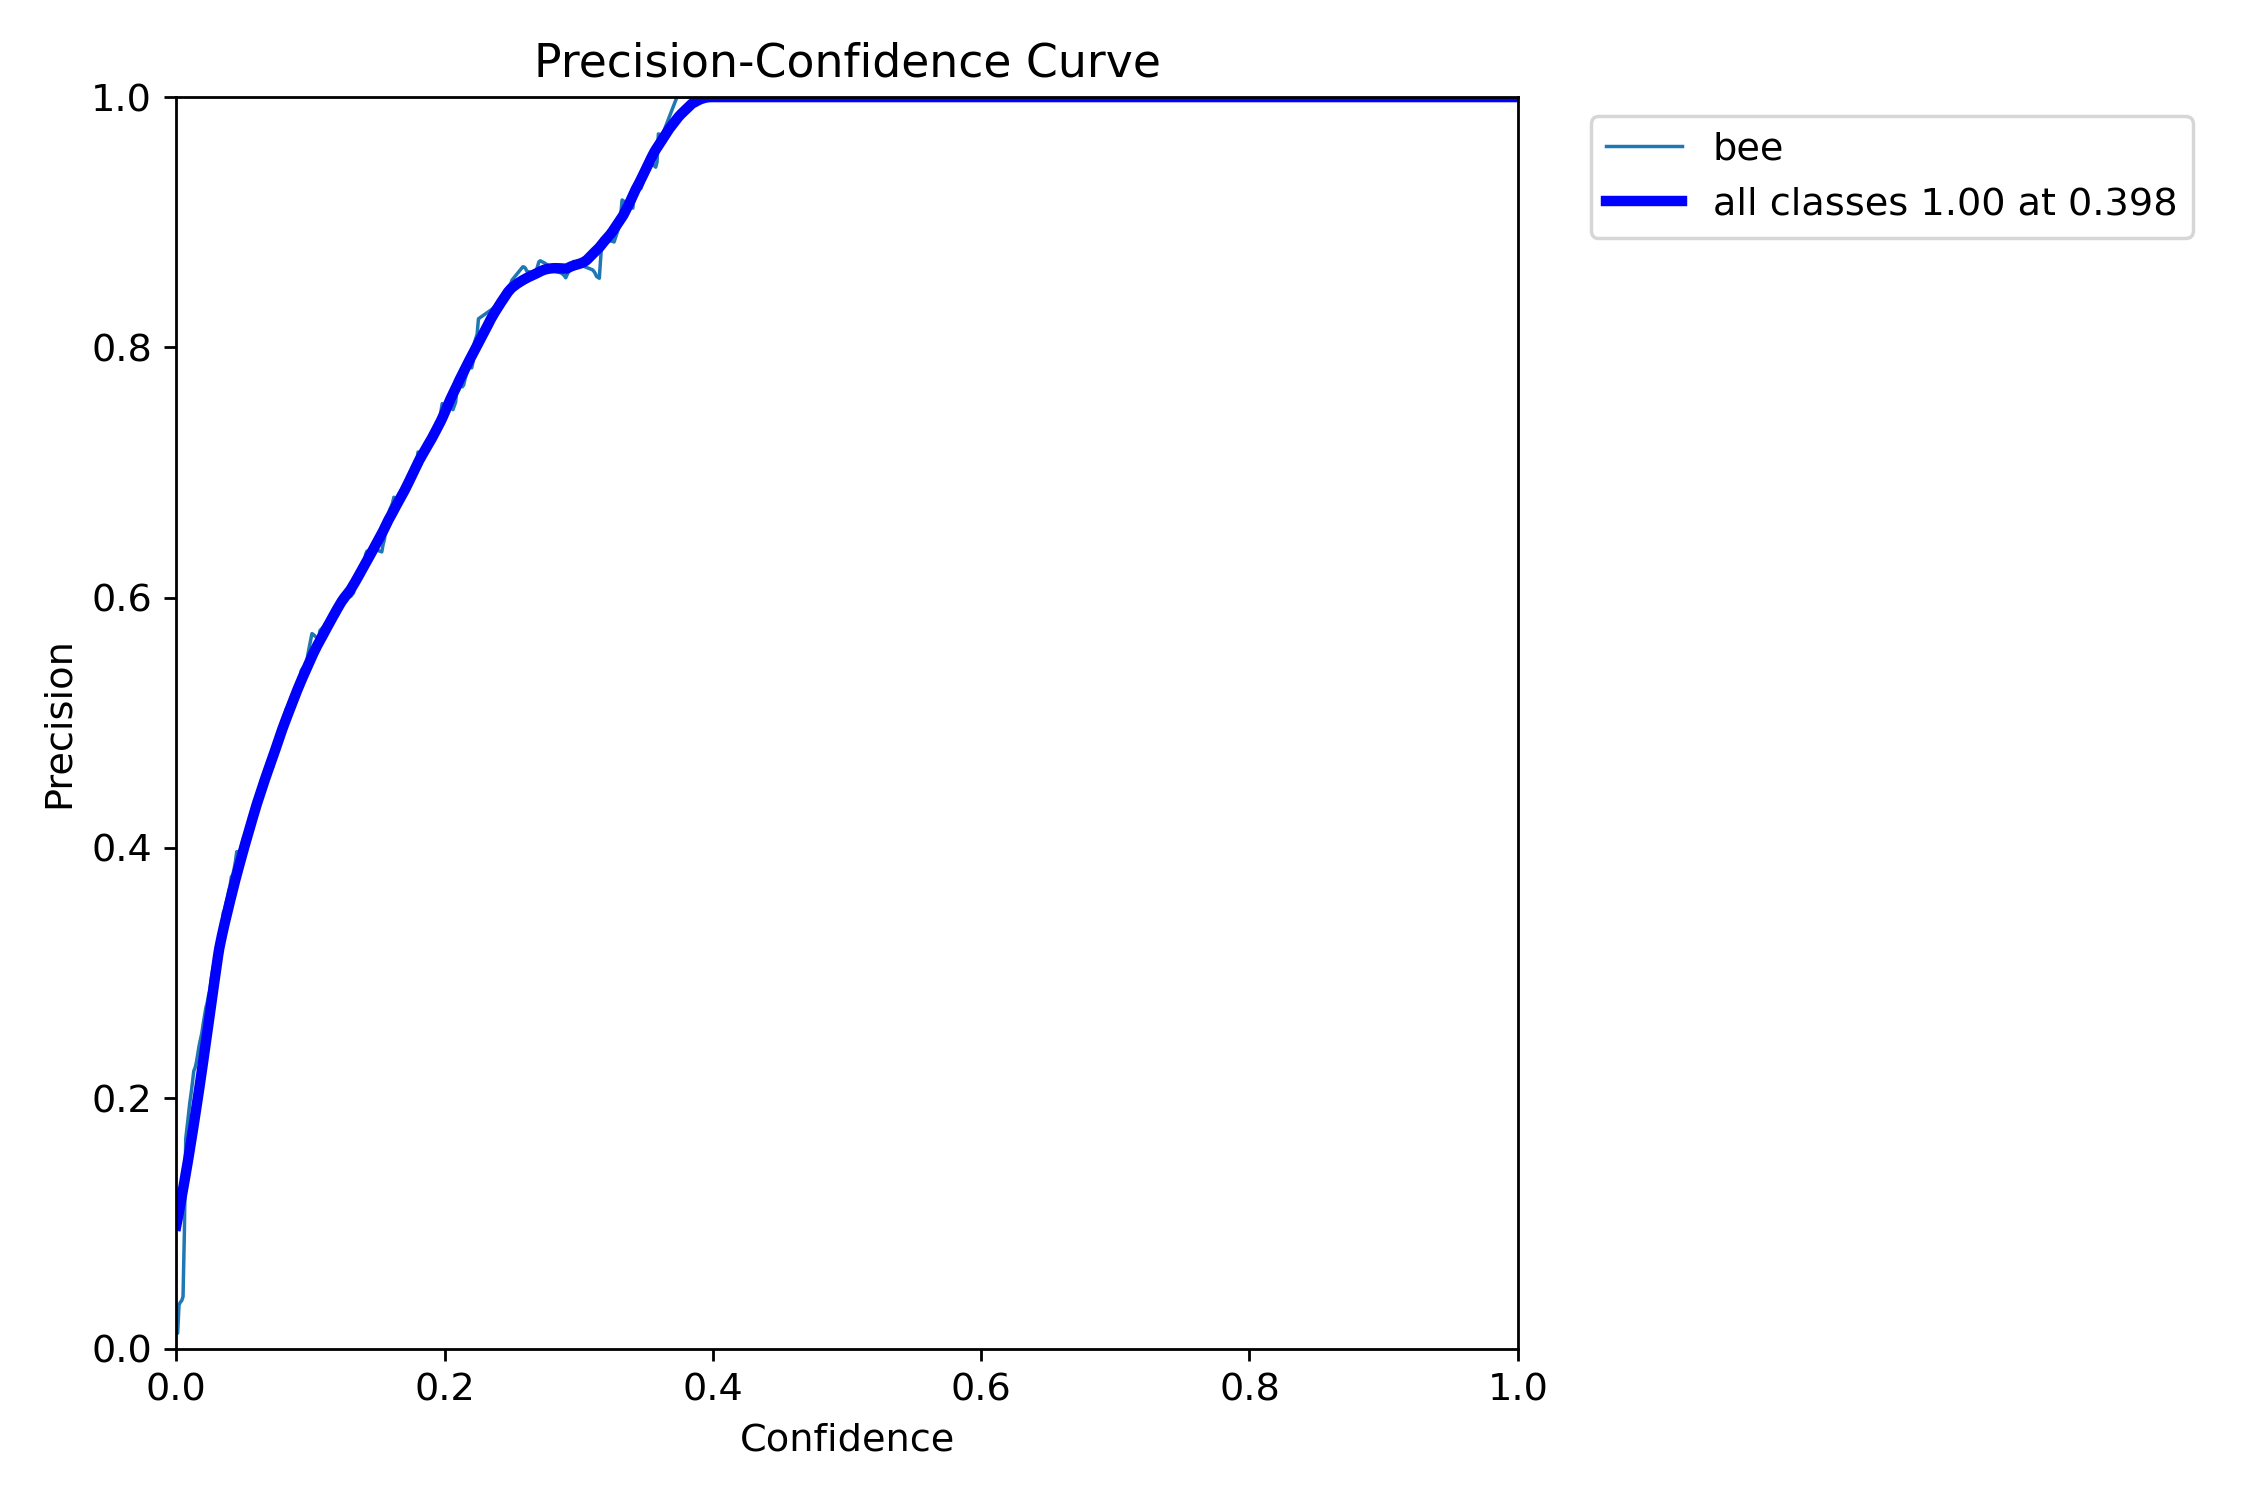 Precision-Confidence Curve
bee
all classes 1.00 at 0.398
Precision
1.0
0.8
0.6
0.4
0.2
0.0
0.0 0.2 0.4 0.6 0.8 1.0
Confidence